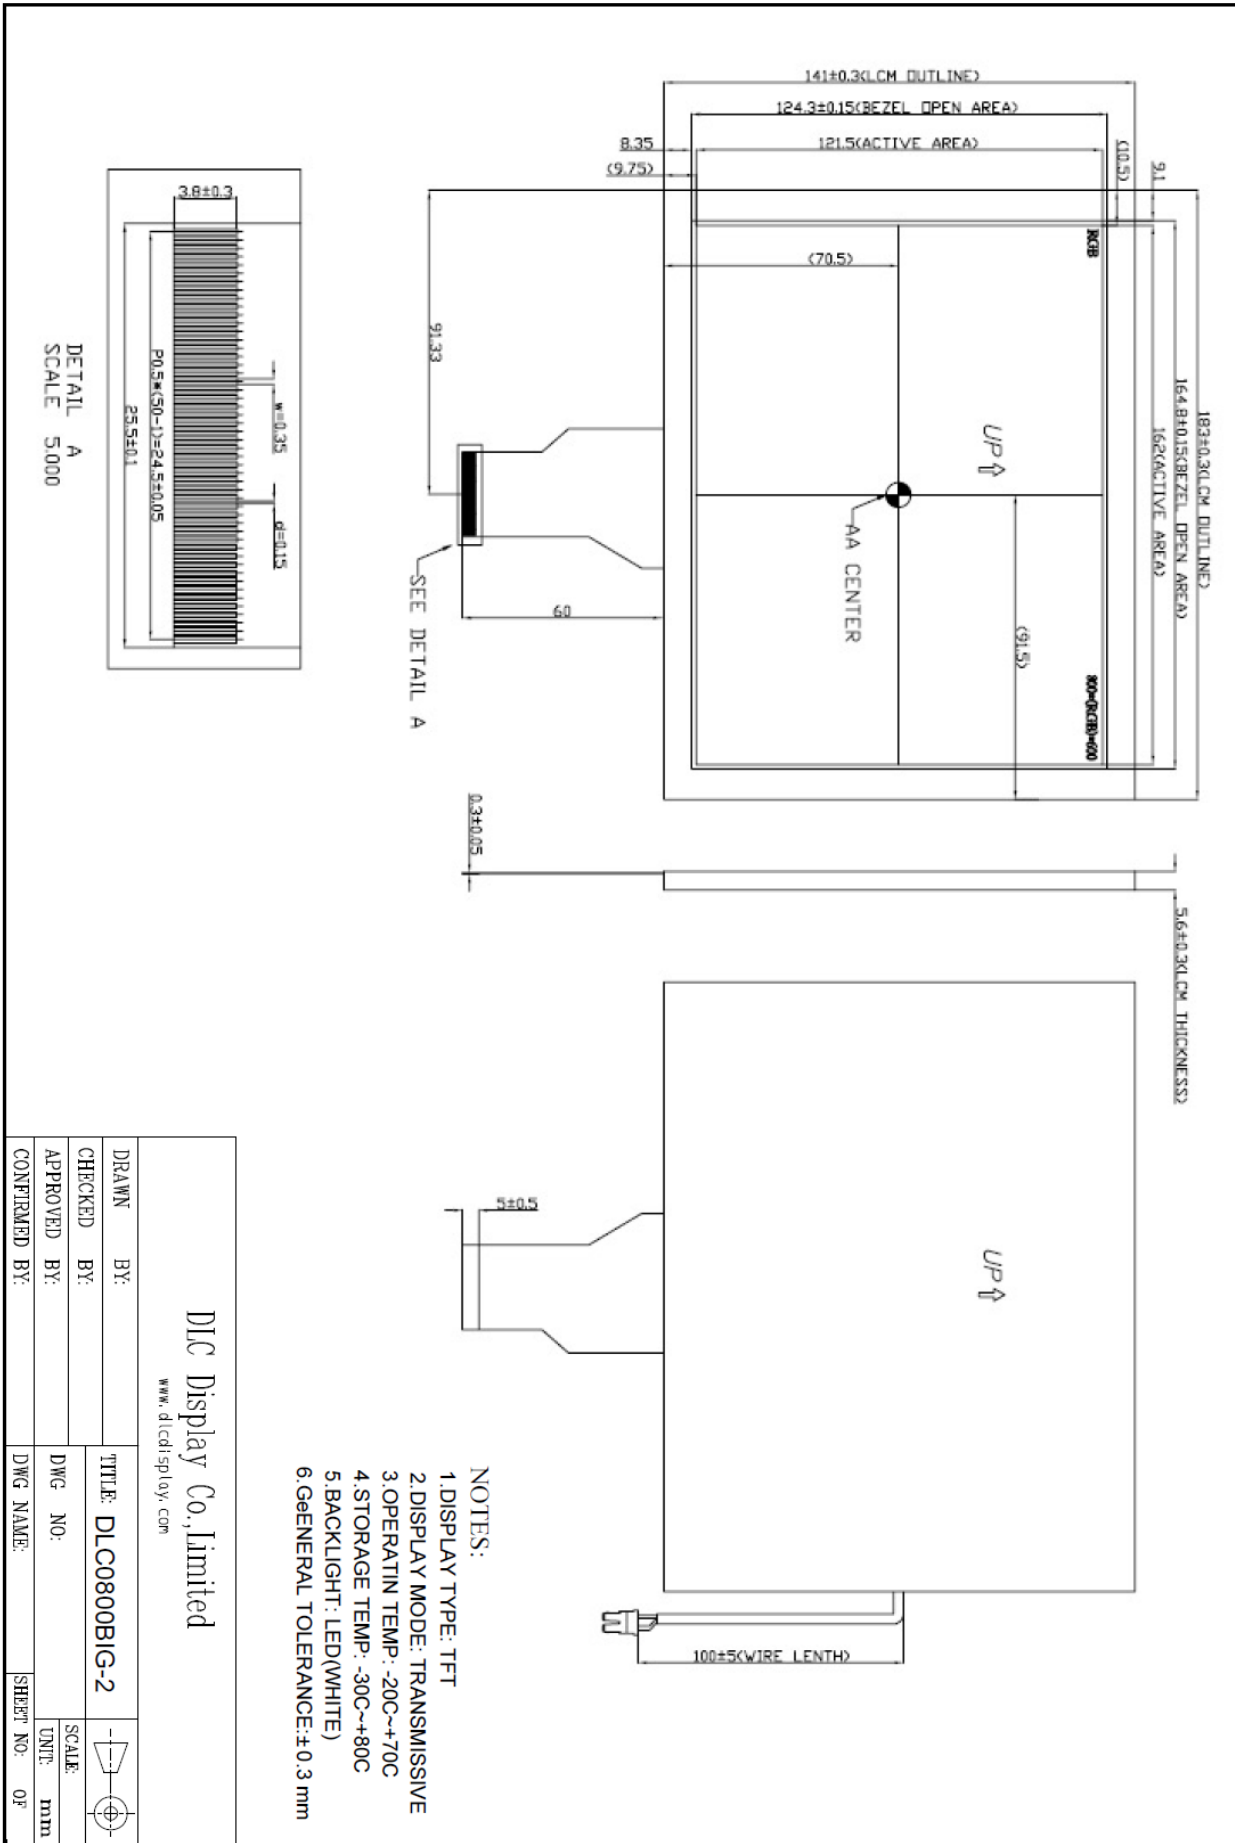 183±0.3(LCM OUTLINE)
164.8±0.15(BEZEL OPEN AREA)
162(ACTIVE AREA)
9.1
(10.5)
141±0.3(LCM OUTLINE)
124.3±0.15(BEZEL OPEN AREA)
121.5(ACTIVE AREA)
8.35
(9.75)
RGB
800*(RGB)*600
(70.5)
UP
(91.5)
AA CENTER
91.33
60
SEE DETAIL A
5.6±0.3(LCM THICKNESS)
0.3±0.05
UP
5±0.5
100±5(WIRE LENTH)
3.8±0.3
w=0.35
d=0.15
P0.5*(50-1)=24.5±0.05
25.5±0.1
DETAIL A
SCALE 5.000
NOTES:
1.DISPLAY TYPE: TFT
2.DISPLAY MODE: TRANSMISSIVE
3.OPERATIN TEMP: -20C~+70C
4.STORAGE TEMP: -30C~+80C
5.BACKLIGHT: LED(WHITE)
6.GeENERAL TOLERANCE:±0.3 mm
DLC Display Co.,Limited
www.dlcdisplay.com
DRAWN BY:
CHECKED BY:
APPROVED BY:
CONFIRMED BY:
TITLE: DLC0800BIG-2
DWG NO:
DWG NAME:
SCALE:
UNIT: mm
SHEET NO: OF